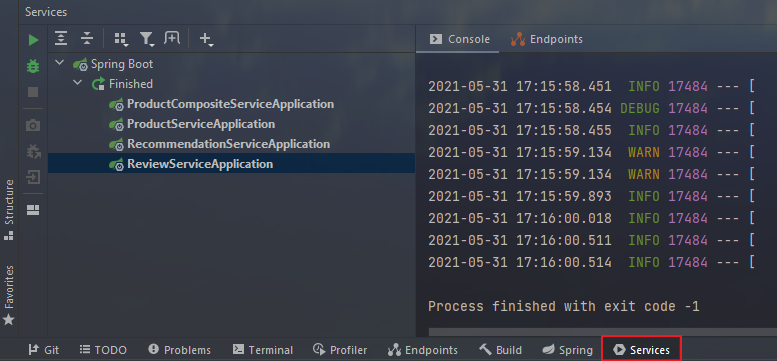 Services
Console Endpoints
Spring Boot
Finished
ProductCompositeServiceApplication
ProductServiceApplication
RecommendationServiceApplication
ReviewServiceApplication
2021-05-31 17:15:58.451 INFO 17484 --- [
2021-05-31 17:15:58.454 DEBUG 17484 --- [
2021-05-31 17:15:58.455 INFO 17484 --- [
2021-05-31 17:15:59.134 WARN 17484 --- [
2021-05-31 17:15:59.134 WARN 17484 --- [
2021-05-31 17:15:59.893 INFO 17484 --- [
2021-05-31 17:16:00.018 INFO 17484 --- [
2021-05-31 17:16:00.511 INFO 17484 --- [
2021-05-31 17:16:00.514 INFO 17484 --- [
Process finished with exit code -1
Structure
Favorites
Git TODO Problems Terminal Profiler Endpoints Build Spring Services